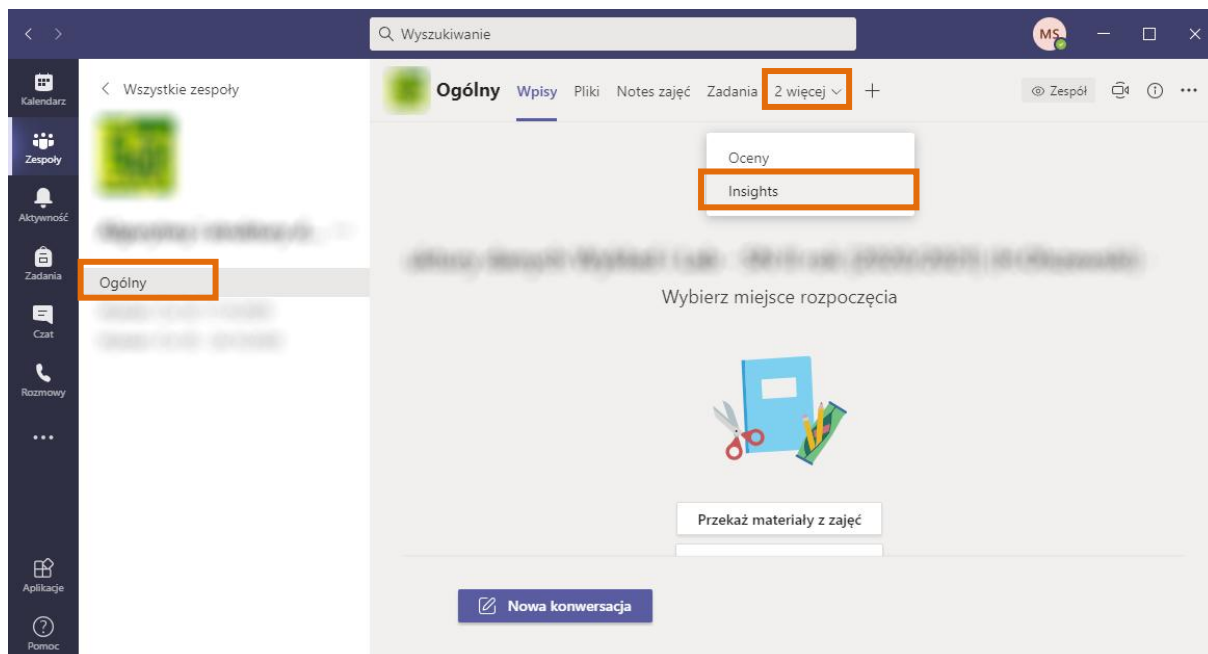 Wyszukiwanie
MS
Kalendarz
Zespoły
Aktywność
Zadania
Czat
Rozmowy
Aplikacje
Pomoc
Wszystkie zespoły
Ogólny
Ogólny Wpisy Pliki Notes zajęć Zadania 2 więcej
Zespół
Oceny
Insights
Wybierz miejsce rozpoczęcia
Przekaż materiały z zajęć
Nowa konwersacja